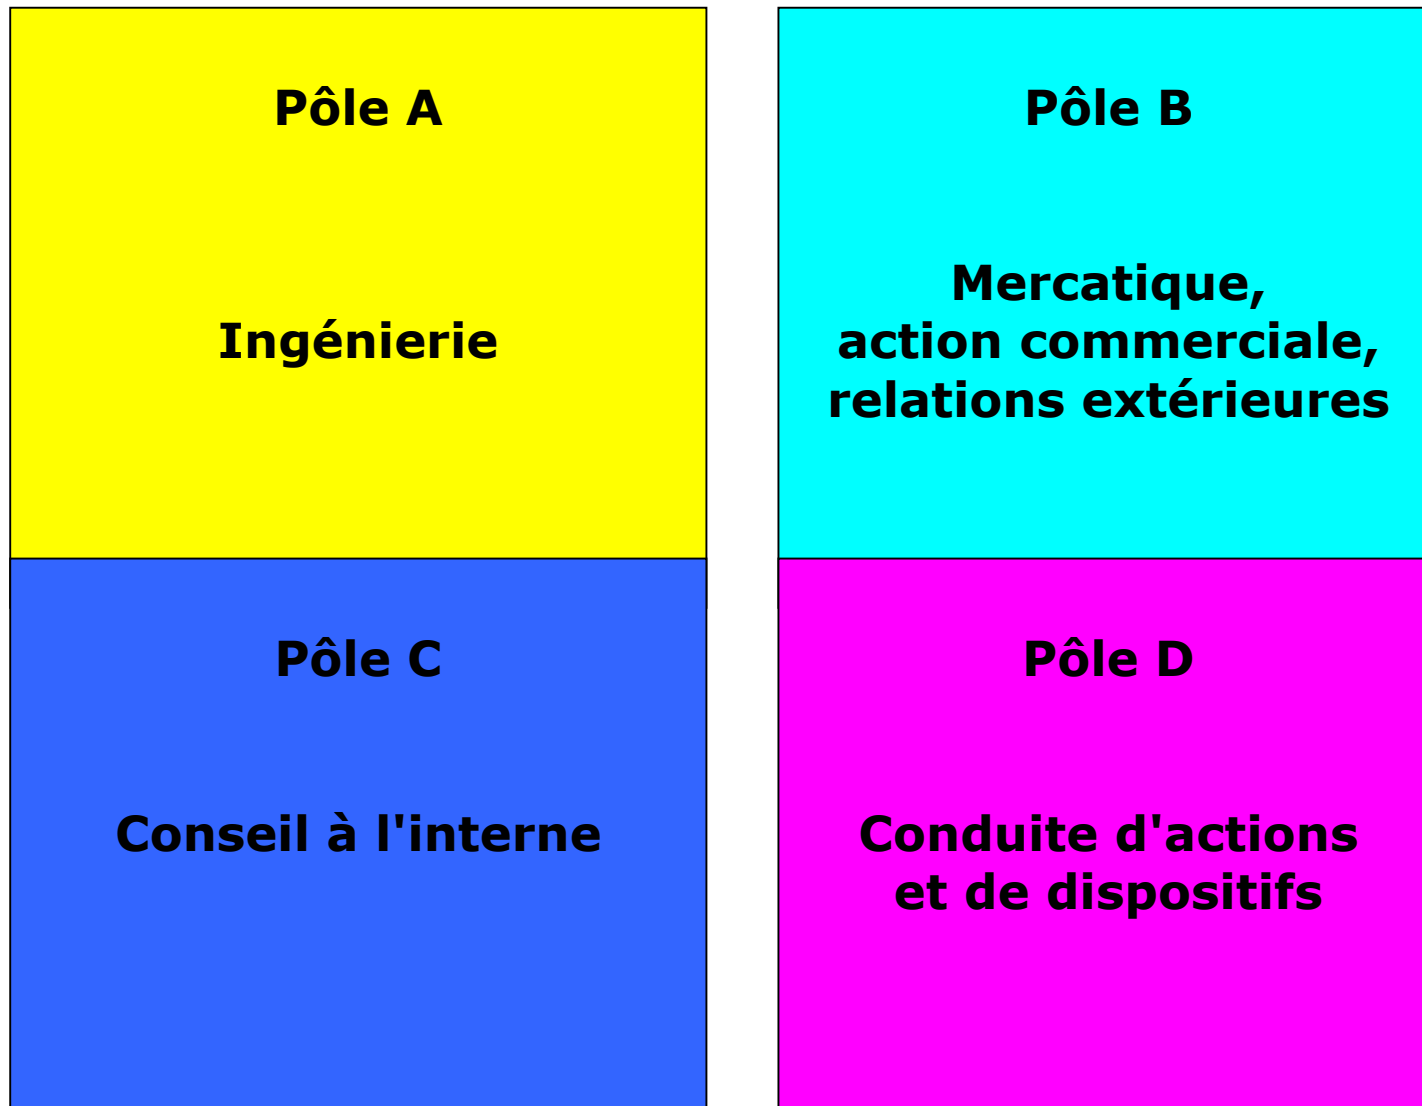 Pôle A
Ingénierie
Pôle B
Mercatique,
action commerciale,
relations extérieures
Pôle C
Conseil à l'interne
Pôle D
Conduite d'actions
et de dispositifs